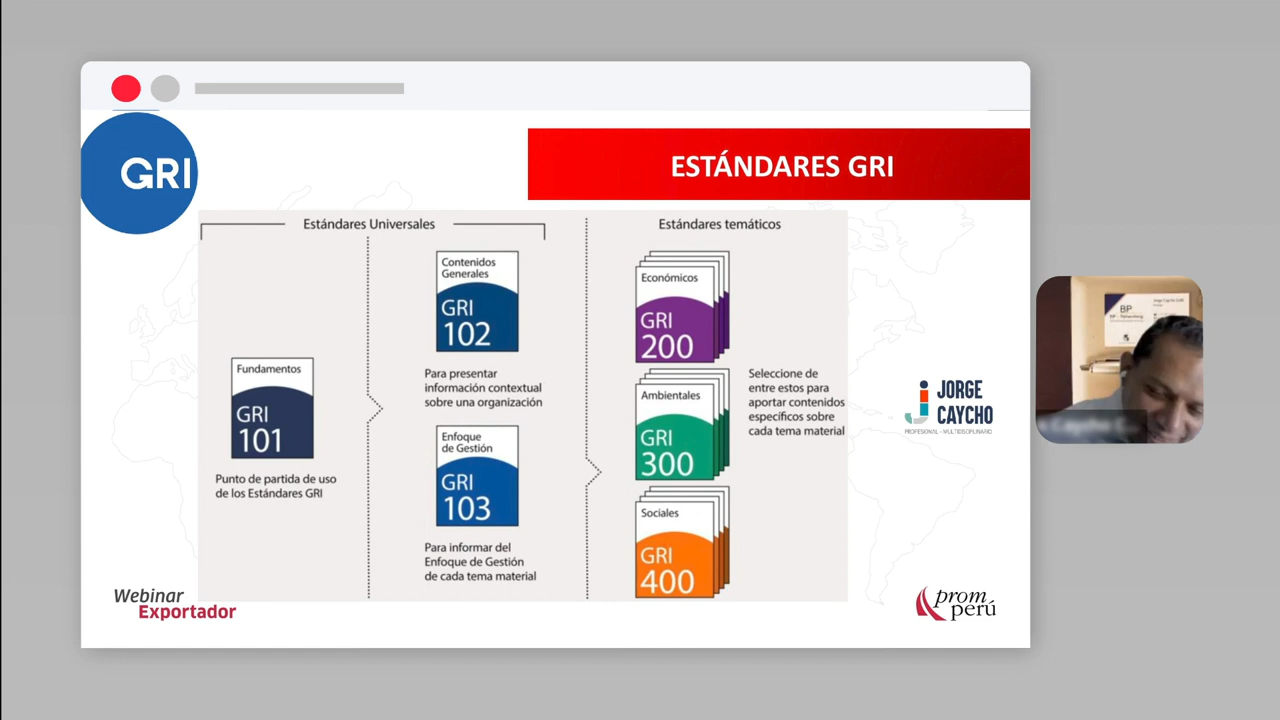 GRI
ESTÁNDARES GRI
Estándares Universales
Estándares temáticos
Fundamentos
GRI
101
Punto de partida de uso
de los Estándares GRI
Contenidos
Generales
GRI
102
Para presentar
información contextual
sobre una organización
Enfoque
de Gestión
GRI
103
Para informar del
Enfoque de Gestión
de cada tema material
Económicos
GRI
200
Ambientales
GRI
300
Sociales
GRI
400
Seleccione de
entre estos para
aportar contenidos
específicos sobre
cada tema material
JORGE
CAYCHO
PROFESIONAL - MULTIDISIPLINARIO
Webinar
Exportador
prom
perú
BP